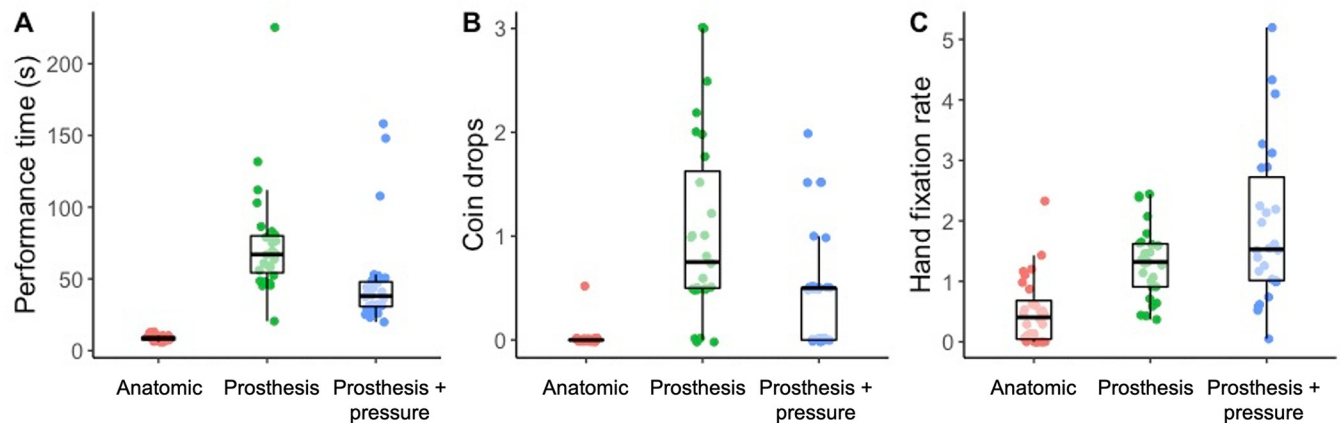 A
Performance time (s)
200
150
100
50
0
Anatomic
Prosthesis
Prosthesis +
pressure
B
Coin drops
3
2
1
0
Anatomic
Prosthesis
Prosthesis +
pressure
C
Hand fixation rate
5
4
3
2
1
0
Anatomic
Prosthesis
Prosthesis +
pressure